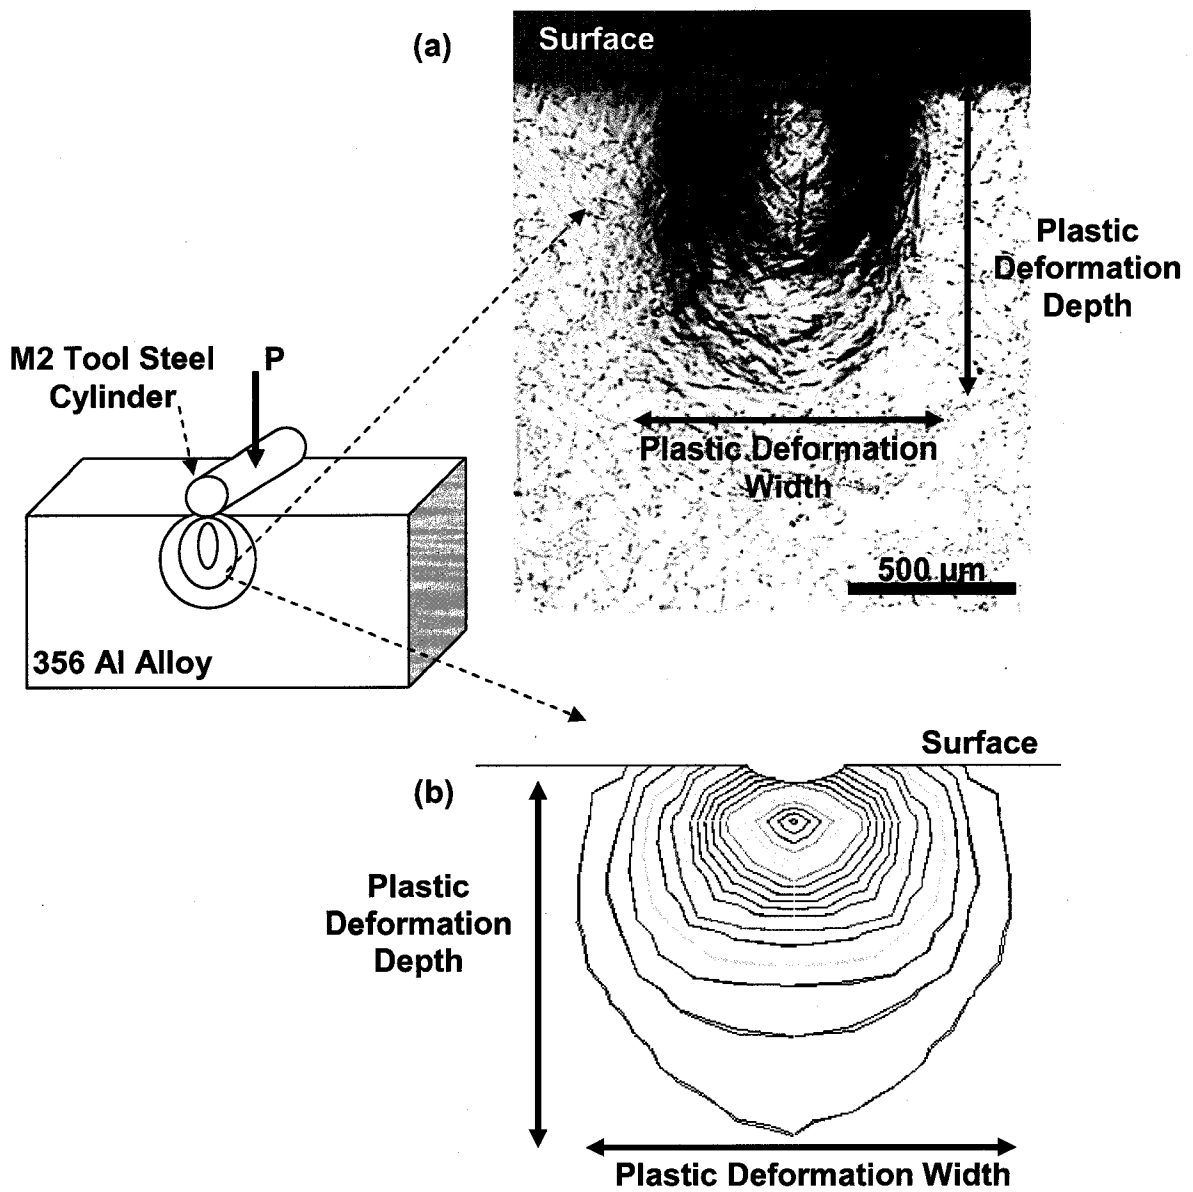 (a)
Surface
Plastic
Deformation
Depth
Plastic Deformation
Width
500 µm
M2 Tool Steel
Cylinder
P
356 Al Alloy
Surface
(b)
Plastic
Deformation
Depth
Plastic Deformation Width